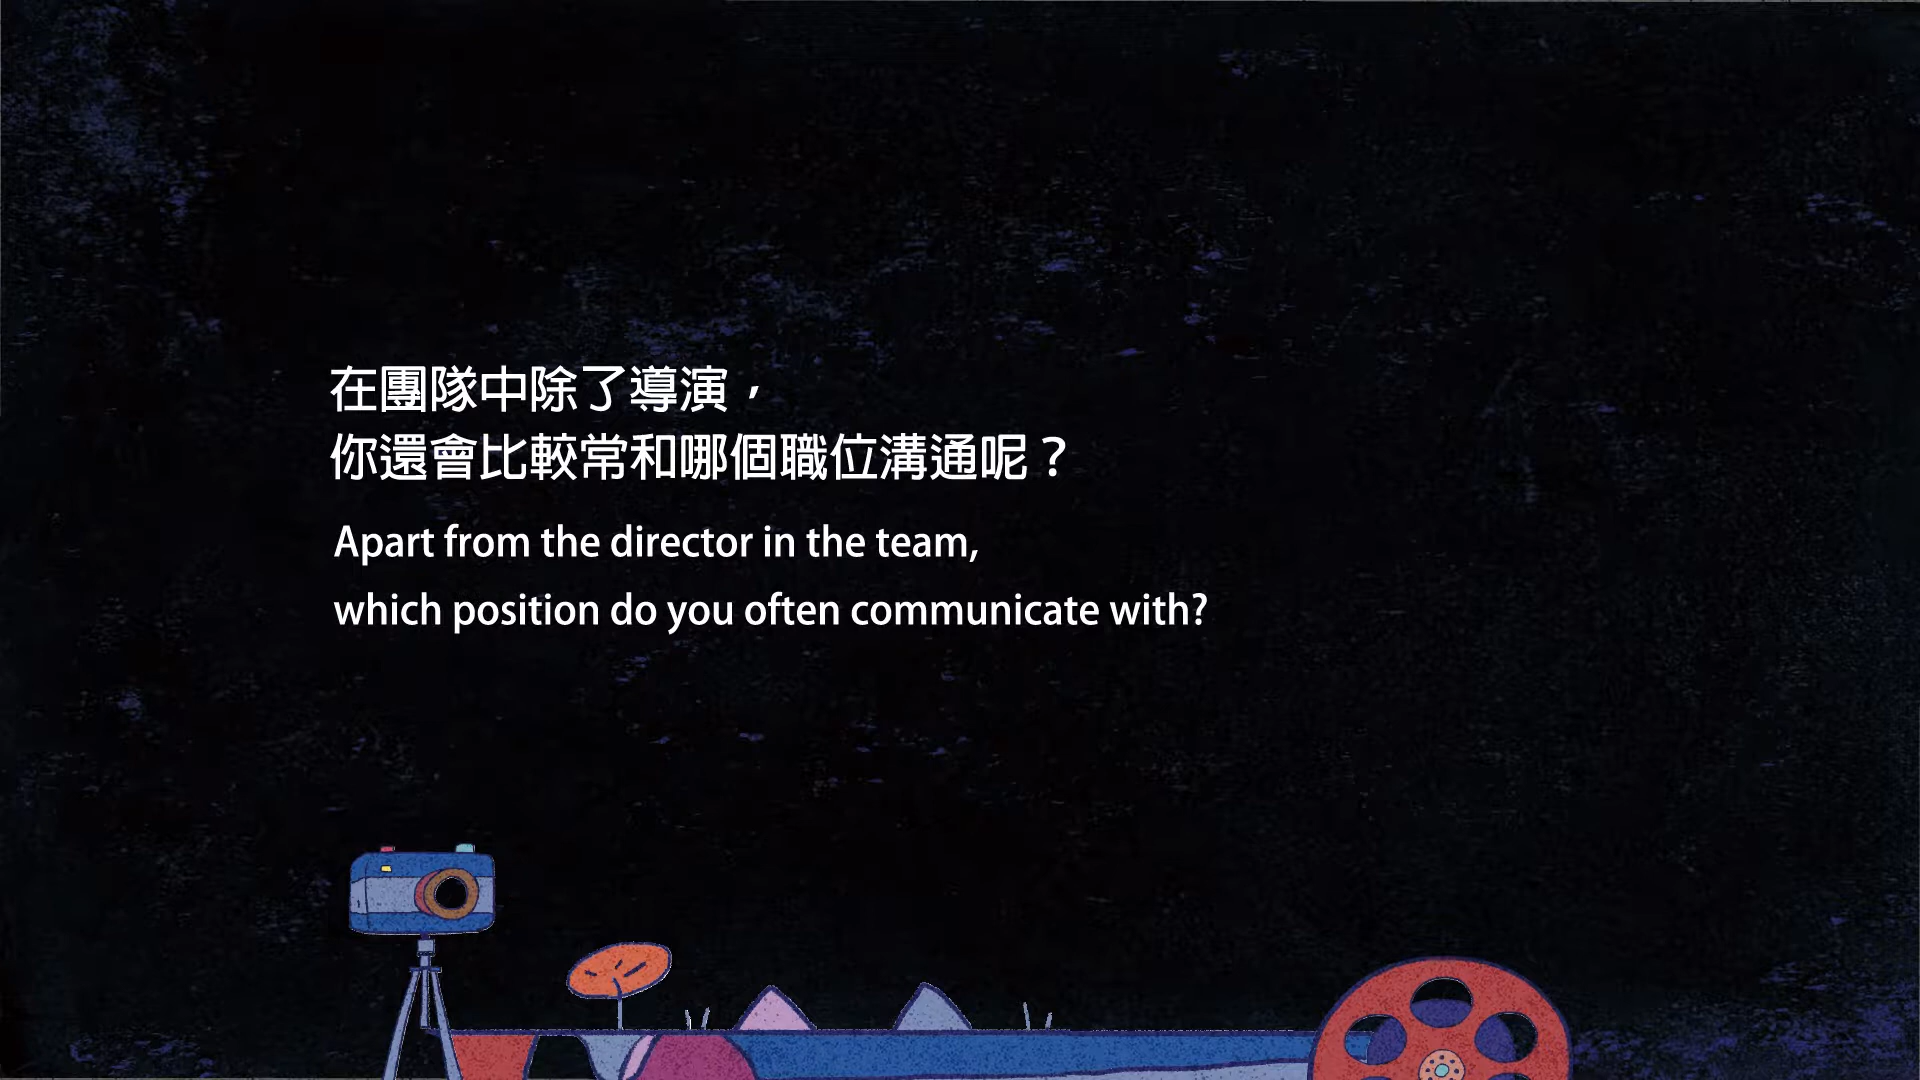 在團隊中除了導演，
你還會比較常和哪個職位溝通呢？
Apart from the director in the team,
which position do you often communicate with?